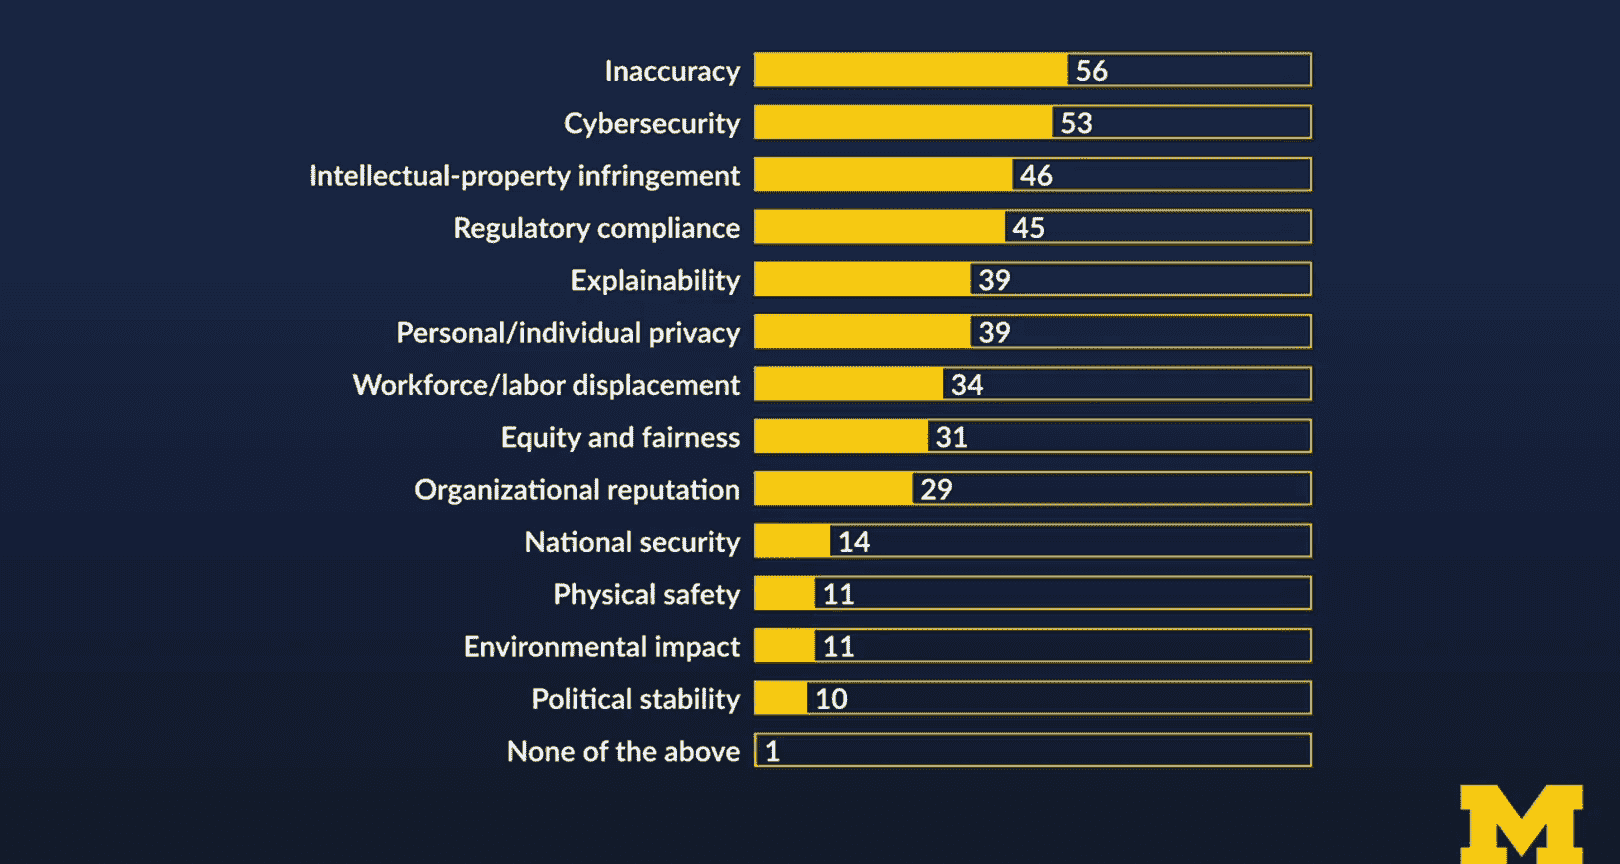 Inaccuracy 56
Cybersecurity 53
Intellectual-property infringement 46
Regulatory compliance 45
Explainability 39
Personal/individual privacy 39
Workforce/labor displacement 34
Equity and fairness 31
Organizational reputation 29
National security 14
Physical safety 11
Environmental impact 11
Political stability 10
None of the above 1
M